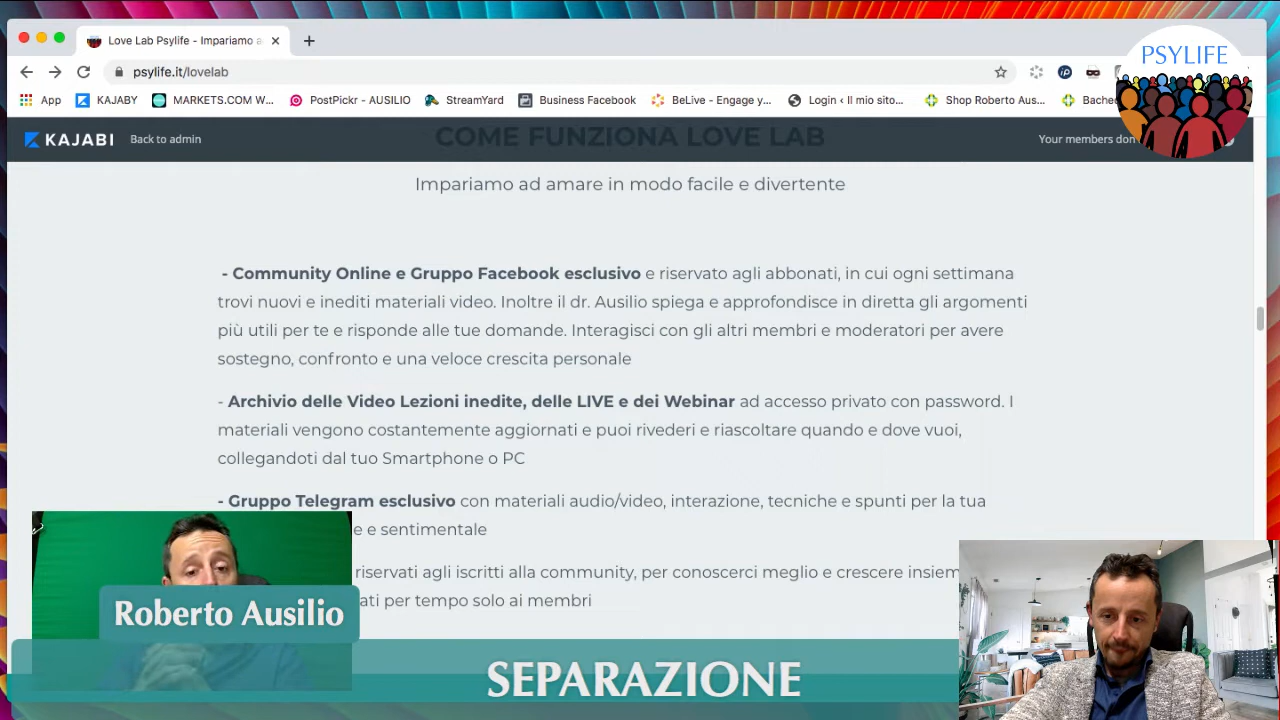 Love Lab Psylife - Impariamo a
psylife.it/lovelab
PSYLIFE
App KAJABY MARKETS.COM W... PostPickr - AUSILIO StreamYard Business Facebook BeLive - Engage y... Login ‹ Il mio sito... Shop Roberto Aus...
KAJABI Back to admin COME FUNZIONA LOVE LAB Your members
Impariamo ad amare in modo facile e divertente
- Community Online e Gruppo Facebook esclusivo e riservato agli abbonati, in cui ogni settimana
trovi nuovi e inediti materiali video. Inoltre il dr. Ausilio spiega e approfondisce in diretta gli argomenti
più utili per te e risponde alle tue domande. Interagisci con gli altri membri e moderatori per avere
sostegno, confronto e una veloce crescita personale
- Archivio delle Video Lezioni inedite, delle LIVE e dei Webinar ad accesso privato con password. I
materiali vengono costantemente aggiornati e puoi rivederi e riascoltare quando e dove vuoi,
collegandoti dal tuo Smartphone o PC
- Gruppo Telegram esclusivo con materiali audio/video, interazione, tecniche e spunti per la tua
e e sentimentale
riservati agli iscritti alla community, per conoscerci meglio e crescere insiem
ati per tempo solo ai membri
Roberto Ausilio
SEPARAZIONE